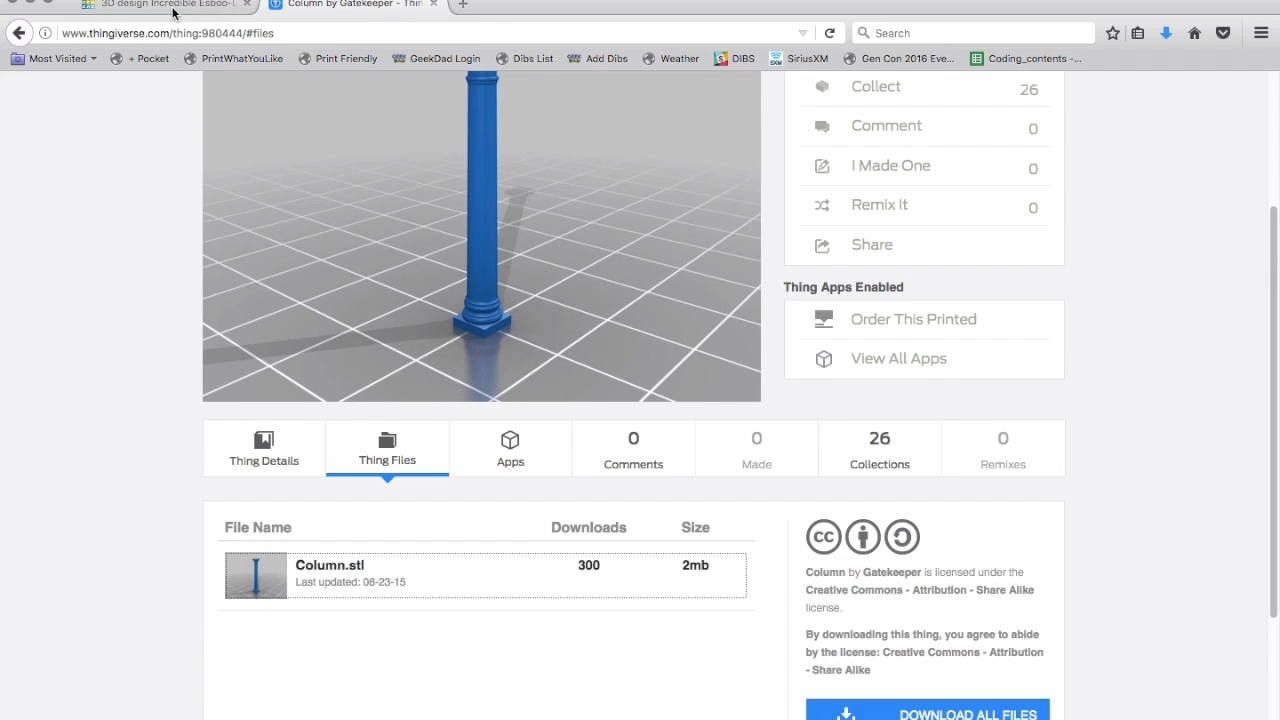 3D design Incredible Esboo-
Column by Gatekeeper - Thin
www.thingiverse.com/thing:980444/#files
Search
Most Visited
+ Pocket
PrintWhatYouLike
Print Friendly
GeekDad Login
Dibs List
Add Dibs
Weather
DIBS
SiriusXM
Gen Con 2016 Eve...
Coding_contents -...
Collect 26
Comment 0
I Made One 0
Remix It 0
Share
Thing Apps Enabled
Order This Printed
View All Apps
Thing Details
Thing Files
Apps
0
Comments
0
Made
26
Collections
0
Remixes
File Name Downloads Size
Column.stl 300 2mb
Last updated: 08-23-15
CC
Column by Gatekeeper is licensed under the
Creative Commons - Attribution - Share Alike
license.
By downloading this thing, you agree to abide
by the license: Creative Commons - Attribution
- Share Alike
DOWNLOAD ALL FILES